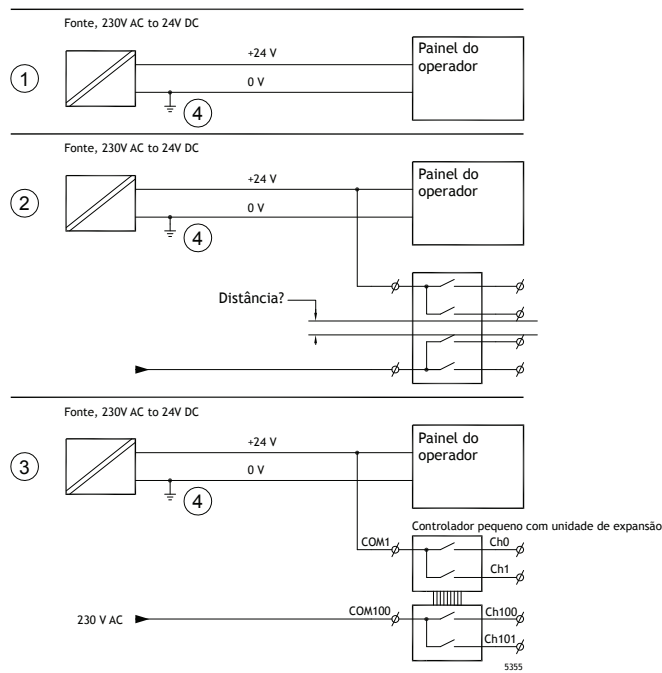 Fonte, 230V AC to 24V DC
1
+24 V
0 V
4
Painel do
operador
Fonte, 230V AC to 24V DC
2
+24 V
0 V
4
Painel do
operador
Distância?
Fonte, 230V AC to 24V DC
3
+24 V
0 V
4
Painel do
operador
Controlador pequeno com unidade de expansão
COM1
Ch0
Ch1
230 V AC
COM100
Ch100
Ch101
5355